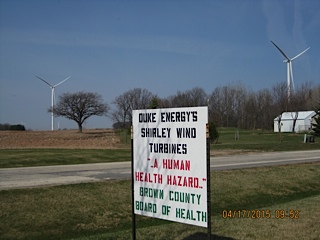 DUKE ENERGY'S
SHIRLEY WIND
TURBINES
"..A HUMAN
HEALTH HAZARD.."
BROWN COUNTY
BOARD OF HEALTH
04/17/2015 09:52